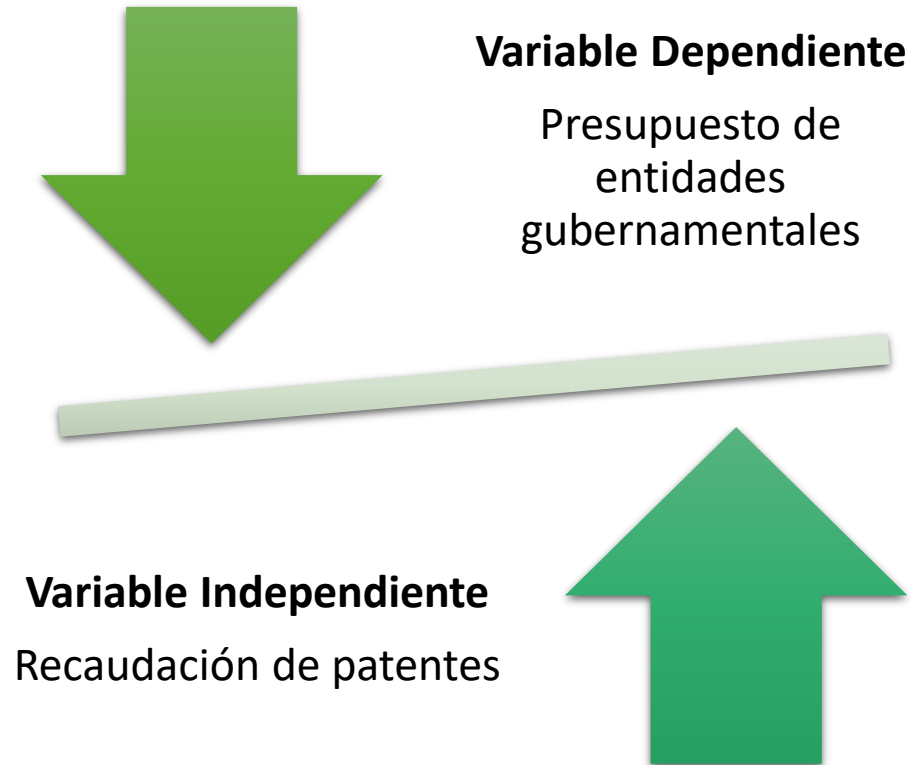 Variable Dependiente
Presupuesto de
entidades
gubernamentales
Variable Independiente
Recaudación de patentes